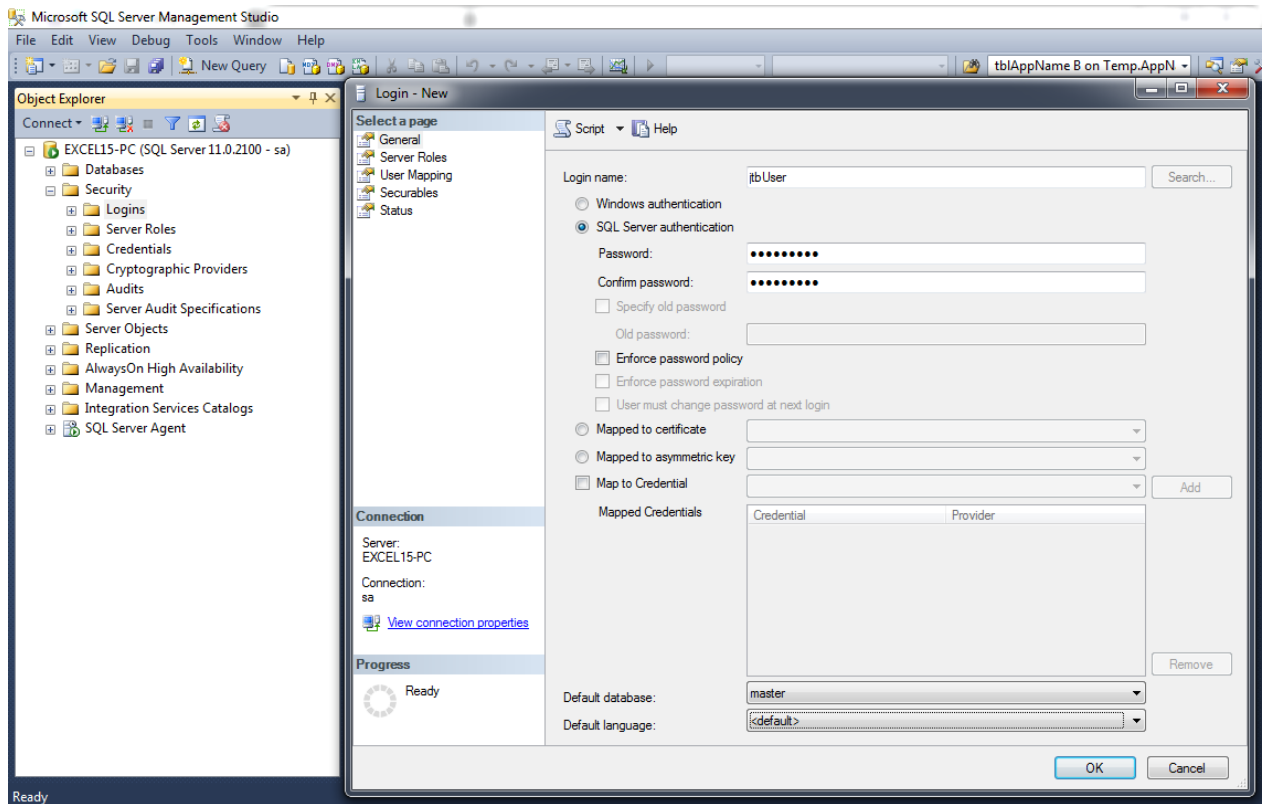 Microsoft SQL Server Management Studio
File Edit View Debug Tools Window Help
New Query
tblAppName B on Temp.AppN
Object Explorer
Connect
EXCEL15-PC (SQL Server 11.0.2100 - sa)
Databases
Security
Logins
Server Roles
Credentials
Cryptographic Providers
Audits
Server Audit Specifications
Server Objects
Replication
AlwaysOn High Availability
Management
Integration Services Catalogs
SQL Server Agent
Login - New
Select a page
General
Server Roles
User Mapping
Securables
Status
Connection
Server:
EXCEL15-PC
Connection:
sa
View connection properties
Progress
Ready
Script Help
Login name: jtbUser Search...
Windows authentication
SQL Server authentication
Password: •••••••••
Confirm password: •••••••••
Specify old password
Old password:
Enforce password policy
Enforce password expiration
User must change password at next login
Mapped to certificate
Mapped to asymmetric key
Map to Credential Add
Mapped Credentials Credential Provider
Remove
Default database: master
Default language: <default>
OK Cancel
Ready